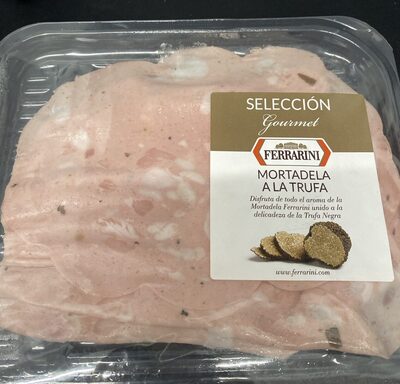 SELECCIÓN
Gourmet
FERRARINI
MORTADELA
A LA TRUFA
Disfruta de todo el aroma de la
Mortadela Ferrarini unido a la
delicadeza de la Trufa Negra
www.ferrarini.com